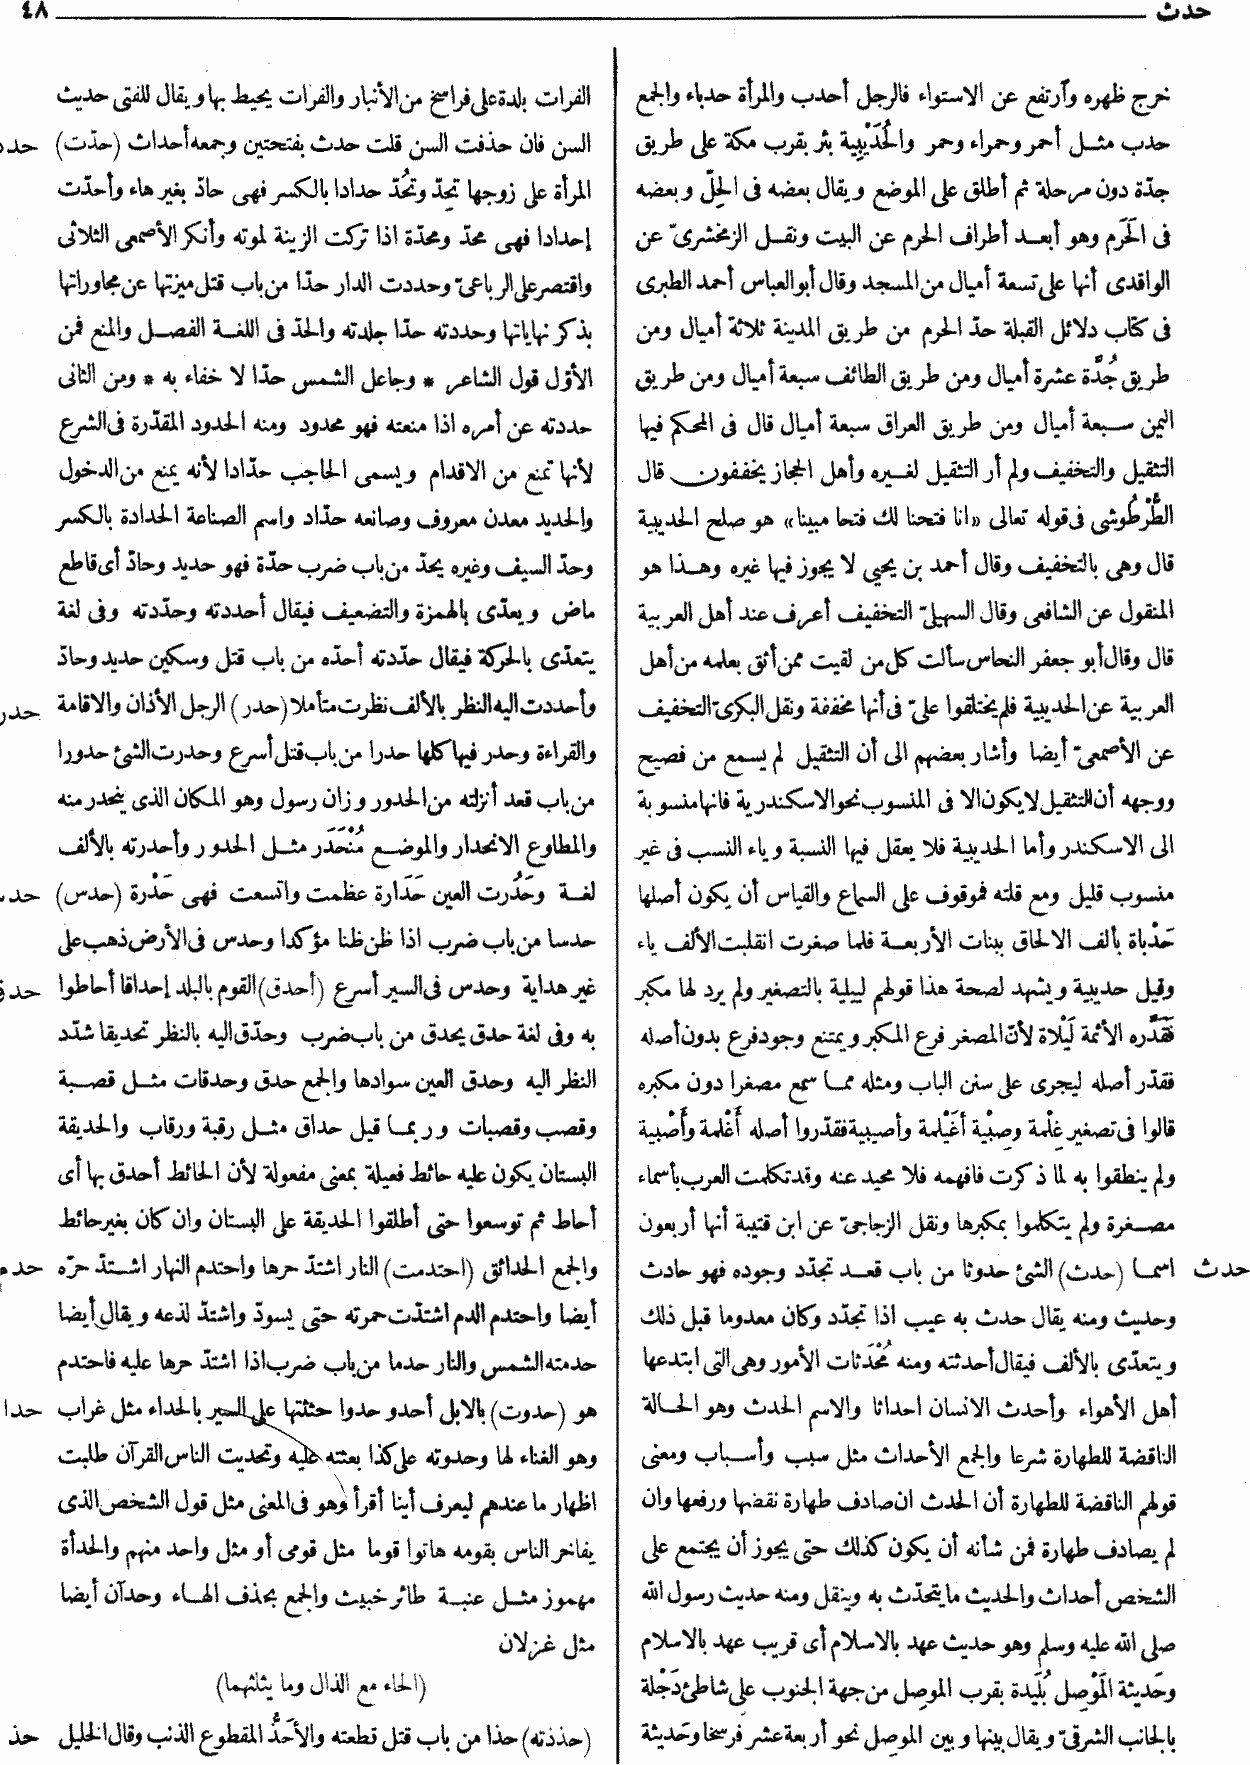 حدث ٤٨
خرج ظهره وآرتفع عن الاستواء فالرجل أحدب والمرأة حدباء والجمع
حدب مثل أحمر وحمراء وحمر والحُدَيْبِية بئر بقرب مكة على طريق
جدّة دون مرحلة ثم أطلق على الموضع ويقال بعضه فى الحِلّ وبعضه
فى الحَرَم وهو أبعد أطراف الحرم عن البيت ونقل الزمخشرىّ عن
الواقدى أنها على تسعة أميال من المسجد وقال أبو العباس أحمد الطبرى
فى كتاب دلائل القبلة حدّ الحرم من طريق المدينة ثلاثة أميال ومن
طريق جُدَّة عشرة أميال ومن طريق الطائف سبعة أميال ومن طريق
اليمن سبعة أميال ومن طريق العراق سبعة أميال قال فى المحكم فيها
التثقيل والتخفيف ولم أر التثقيل لغيره وأهل الحجاز يخففون قال
الطُّرْطُوشى فى قوله تعالى «انا فتحنا لك فتحا مبينا» هو صلح الحديبية
قال وهى بالتخفيف وقال أحمد بن يحيى لا يجوز فيها غيره وهذا هو
المنقول عن الشافعى وقال السهيلىّ التخفيف أعرف عند أهل العربية
قال وقال أبو جعفر النحاس سألت كل من لقيت ممن أثق بعلمه من أهل
العربية عن الحديبية فلم يختلفوا علىّ فى أنها مخففة ونقل البكرىّ التخفيف
عن الأصمعىّ أيضا وأشار بعضهم الى أن التثقيل لم يسمع من فصيح
ووجهه أن التثقيل لا يكون الا فى المنسوب نحو الاسكندرية فانها منسوبة
الى الاسكندر وأما الحديبية فلا يعقل فيها النسبة وياء النسب فى غير
منسوب قليل ومع قلته فموقوف على السماع والقياس أن يكون أصلها
حَدْباة بألف الالحاق ببنات الأربعة فلما صغرت انقلبت الألف ياء
وقيل حديبية ويشهد لصحة هذا قولهم لييلية بالتصغير ولم يرد لها مكبر
فَقَدَّره الأئمة لَيْلاة لأنّ المصغر فرع المكبر ويمتنع وجود فرع بدون أصله
فقدّر أصله ليجرى على سنن الباب ومثله مما سمع مصغرا دون مكبره
قالوا فى تصغير غِلْمة وصِبْية أغَيْلمة وأصيبية فقدّروا أصله أَغْلمة وأَصْبية
ولم ينطقوا به لما ذكرت فافهمه فلا محيد عنه وقد تكلمت العرب بأسماء
مصغرة ولم يتكلموا بمكبرها ونقل الزجاجىّ عن ابن قتيبة أنها أربعون
حدث اسما (حدث) الشئ حدوثا من باب قعد تجدّد وجوده فهو حادث
وحديث ومنه يقال حدث به عيب اذا تجدّد وكان معدوما قبل ذلك
ويتعدّى بالألف فيقال أحدثته ومنه مُحْدَثات الأمور وهى التى ابتدعها
أهل الأهواء وأحدث الانسان احداثا والاسم الحدث وهو الحالة
الناقضة للطهارة شرعا والجمع الأحداث مثل سبب وأسباب ومعنى
قولهم الناقضة للطهارة أن الحدث ان صادف طهارة نقضها ورفعها وان
لم يصادف طهارة فمن شأنه أن يكون كذلك حتى يجوز أن يجتمع على
الشخص أحداث والحديث ما يتحدّث به وينقل ومنه حديث رسول الله
صلى الله عليه وسلم وهو حديث عهد بالاسلام أى قريب عهد بالاسلام
وحَديثة المَوْصِل بُلَيدة بقرب الموصل من جهة الجنوب على شاطئ دَجْلة
بالجانب الشرقىّ ويقال بينها وبين الموصل نحو أربعة عشر فرسخا وحَديثة
الفرات بلدة على فراسخ من الأنبار والفرات يحيط بها ويقال للفتى حديث
السن فان حذفت السن قلت حدث بفتحتين وجمعه أحداث (حدّت)
المرأة على زوجها تحِدّ وتحُدّ حدادا بالكسر فهى حادّ بغير هاء وأحدّت
إحدادا فهى محدّ ومحدّة اذا تركت الزينة لموته وأنكر الأصمعى الثلاثى
واقتصر على الرباعىّ وحددت الدار حدّا من باب قتل ميزتها عن مجاوراتها
بذكر نهاياتها وحددته حدّا جلدته والحدّ فى اللغة الفصل والمنع فمن
الأوّل قول الشاعر * وجاعل الشمس حدّا لا خفاء به * ومن الثانى
حددته عن أمره اذا منعته فهو محدود ومنه الحدود المقدّرة فى الشرع
لأنها تمنع من الاقدام ويسمى الحاجب حدّادا لأنه يمنع من الدخول
والحديد معدن معروف وصانعه حدّاد واسم الصناعة الحدادة بالكسر
وحدّ السيف وغيره يحدّ من باب ضرب حدّة فهو حديد وحادّ أى قاطع
ماض ويعدّى بالهمزة والتضعيف فيقال أحددته وحدّدته وفى لغة
يتعدّى بالحركة فيقال حدّدته أحدّه من باب قتل وسكين حديد وحادّ
وأحددت اليه النظر بالألف نظرت متأملا (حدر) الرجل الأذان والاقامة حدر
والقراءة وحدر فيها كلها حدرا من باب قتل أسرع وحدرت الشئ حدورا
من باب قعد أنزلته من الحدور وزان رسول وهو المكان الذى ينحدر منه
والمطاوع الانحدار والموضع مُنْحَدَر مثل الحدور وأحدرته بالألف
لغة وحَدُرت العين حَدَارة عظمت واتسعت فهى حَدْرة (حدس)
حدسا من باب ضرب اذا ظن ظنا مؤكدا وحدس فى الأرض ذهب على
غير هداية وحدس فى السير أسرع (أحدق) القوم بالبلد إحداقا أحاطوا حدق
به وفى لغة حدق يحدق من باب ضرب وحدّق اليه بالنظر تحديقا شدّد
النظر اليه وحدق العين سوادها والجمع حدق وحدقات مثل قصبة
وقصب وقصبات وربما قيل حداق مثل رقبة ورقاب والحديقة
البستان يكون عليه حائط فعيلة بمعنى مفعولة لأن الحائط أحدق بها أى
أحاط ثم توسعوا حتى أطلقوا الحديقة على البستان وان كان بغير حائط
والجمع الحدائق (احتدمت) النار اشتدّ حرها واحتدم النهار اشتدّ حرّه حدم
أيضا واحتدم الدم اشتدّت حمرته حتى يسودّ واشتدّ لذعه ويقال أيضا
حدمته الشمس والنار حدما من باب ضرب اذا اشتدّ حرها عليه فاحتدم
هو (حدوت) بالابل أحدو حدوا حثثتها على السير بالحداء مثل غراب حدا
وهو الغناء لها وحدوته على كذا بعثته عليه وتحديت الناس القرآن طلبت
اظهار ما عندهم ليعرف أينا أقرأ وهو فى المعنى مثل قول الشخص الذى
يفاخر الناس بقومه هاتوا قوما مثل قومى أو مثل واحد منهم والحدأة
مهموز مثل عنبة طائر خبيث والجمع بحذف الهاء وحدآن أيضا
مثل غزلان
(الحاء مع الذال وما يثلثهما)
(حذذته) حذا من باب قتل قطعته والأَحَذُّ المقطوع الذنب وقال الخليل حذ